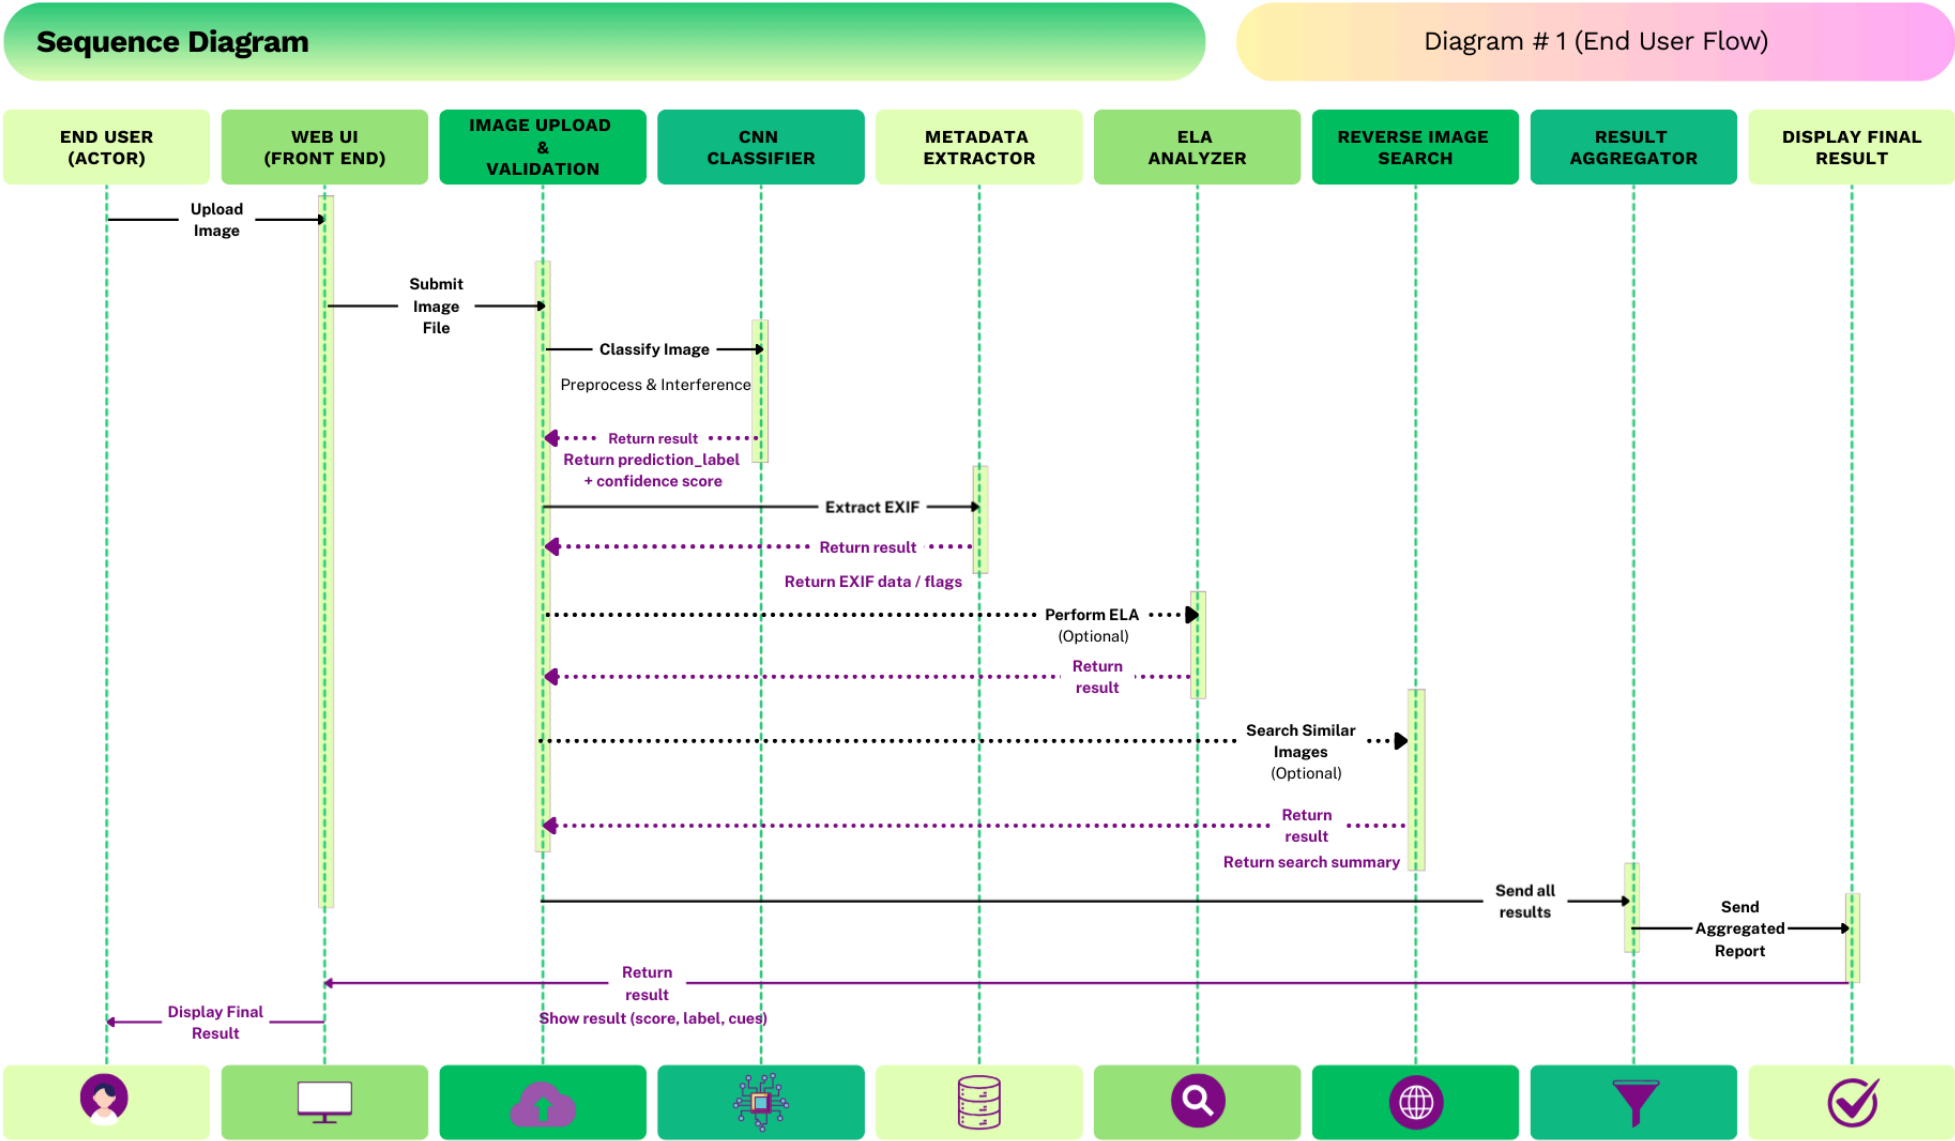 Sequence Diagram
Diagram # 1 (End User Flow)
END USER
(ACTOR)
WEB UI
(FRONT END)
IMAGE UPLOAD
&
VALIDATION
CNN
CLASSIFIER
METADATA
EXTRACTOR
ELA
ANALYZER
REVERSE IMAGE
SEARCH
RESULT
AGGREGATOR
DISPLAY FINAL
RESULT
Upload
Image
Submit
Image
File
Classify Image
Preprocess & Interference
Return result
Return prediction_label
+ confidence score
Extract EXIF
Return result
Return EXIF data / flags
Perform ELA
(Optional)
Return
result
Search Similar
Images
(Optional)
Return
result
Return search summary
Send all
results
Send
Aggregated
Report
Return
result
Show result (score, label, cues)
Display Final
Result